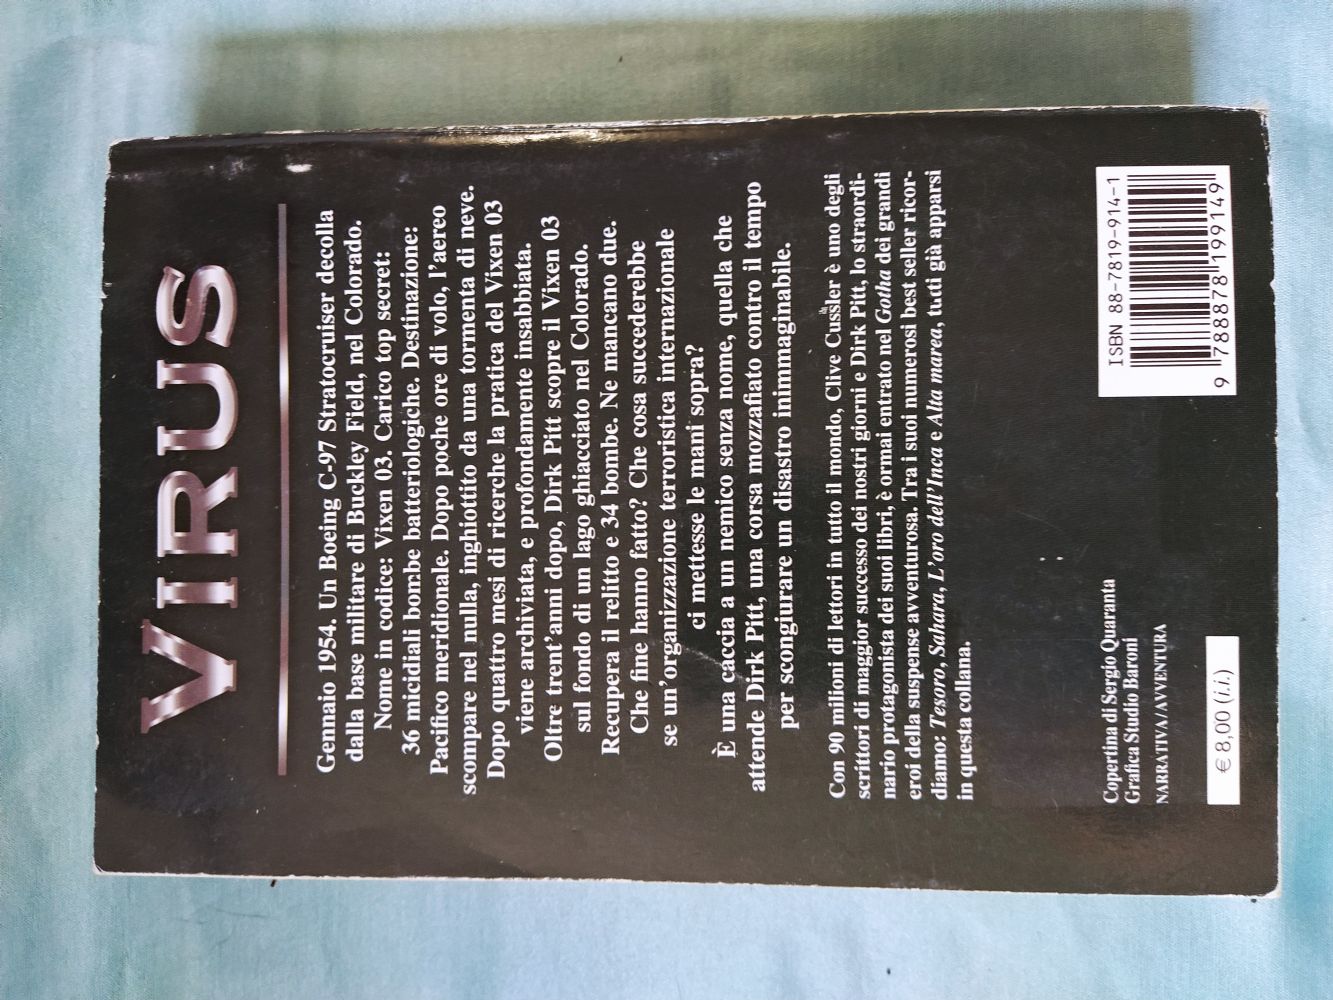 VIRUS
Gennaio 1954. Un Boeing C-97 Stratocruiser decolla
dalla base militare di Buckley Field, nel Colorado.
Nome in codice: Vixen 03. Carico top secret:
36 micidiali bombe batteriologiche. Destinazione:
Pacifico meridionale. Dopo poche ore di volo, l'aereo
scompare nel nulla, inghiottito da una tormenta di neve.
Dopo quattro mesi di ricerche la pratica del Vixen 03
viene archiviata, e profondamente insabbiata.
Oltre trent'anni dopo, Dirk Pitt scopre il Vixen 03
sul fondo di un lago ghiacciato nel Colorado.
Recupera il relitto e 34 bombe. Ne mancano due.
Che fine hanno fatto? Che cosa succederebbe
se un'organizzazione terroristica internazionale
ci mettesse le mani sopra?
È una caccia a un nemico senza nome, quella che
attende Dirk Pitt, una corsa mozzafiato contro il tempo
per scongiurare un disastro inimmaginabile.
Con 90 milioni di lettori in tutto il mondo, Clive Cussler è uno degli
scrittori di maggior successo dei nostri giorni e Dirk Pitt, lo straordi-
nario protagonista dei suoi libri, è ormai entrato nel Gotha dei grandi
eroi della suspense avventurosa. Tra i suoi numerosi best seller ricor-
diamo: Tesoro, Sahara, L'oro dell'Inca e Alta marea, tutti già apparsi
in questa collana.
Copertina di Sergio Quaranta
Grafica Studio Baroni
NARRATIVA/AVVENTURA
€ 8,00 (i.i.)
ISBN 88-7819-914-1
9 788878 199149